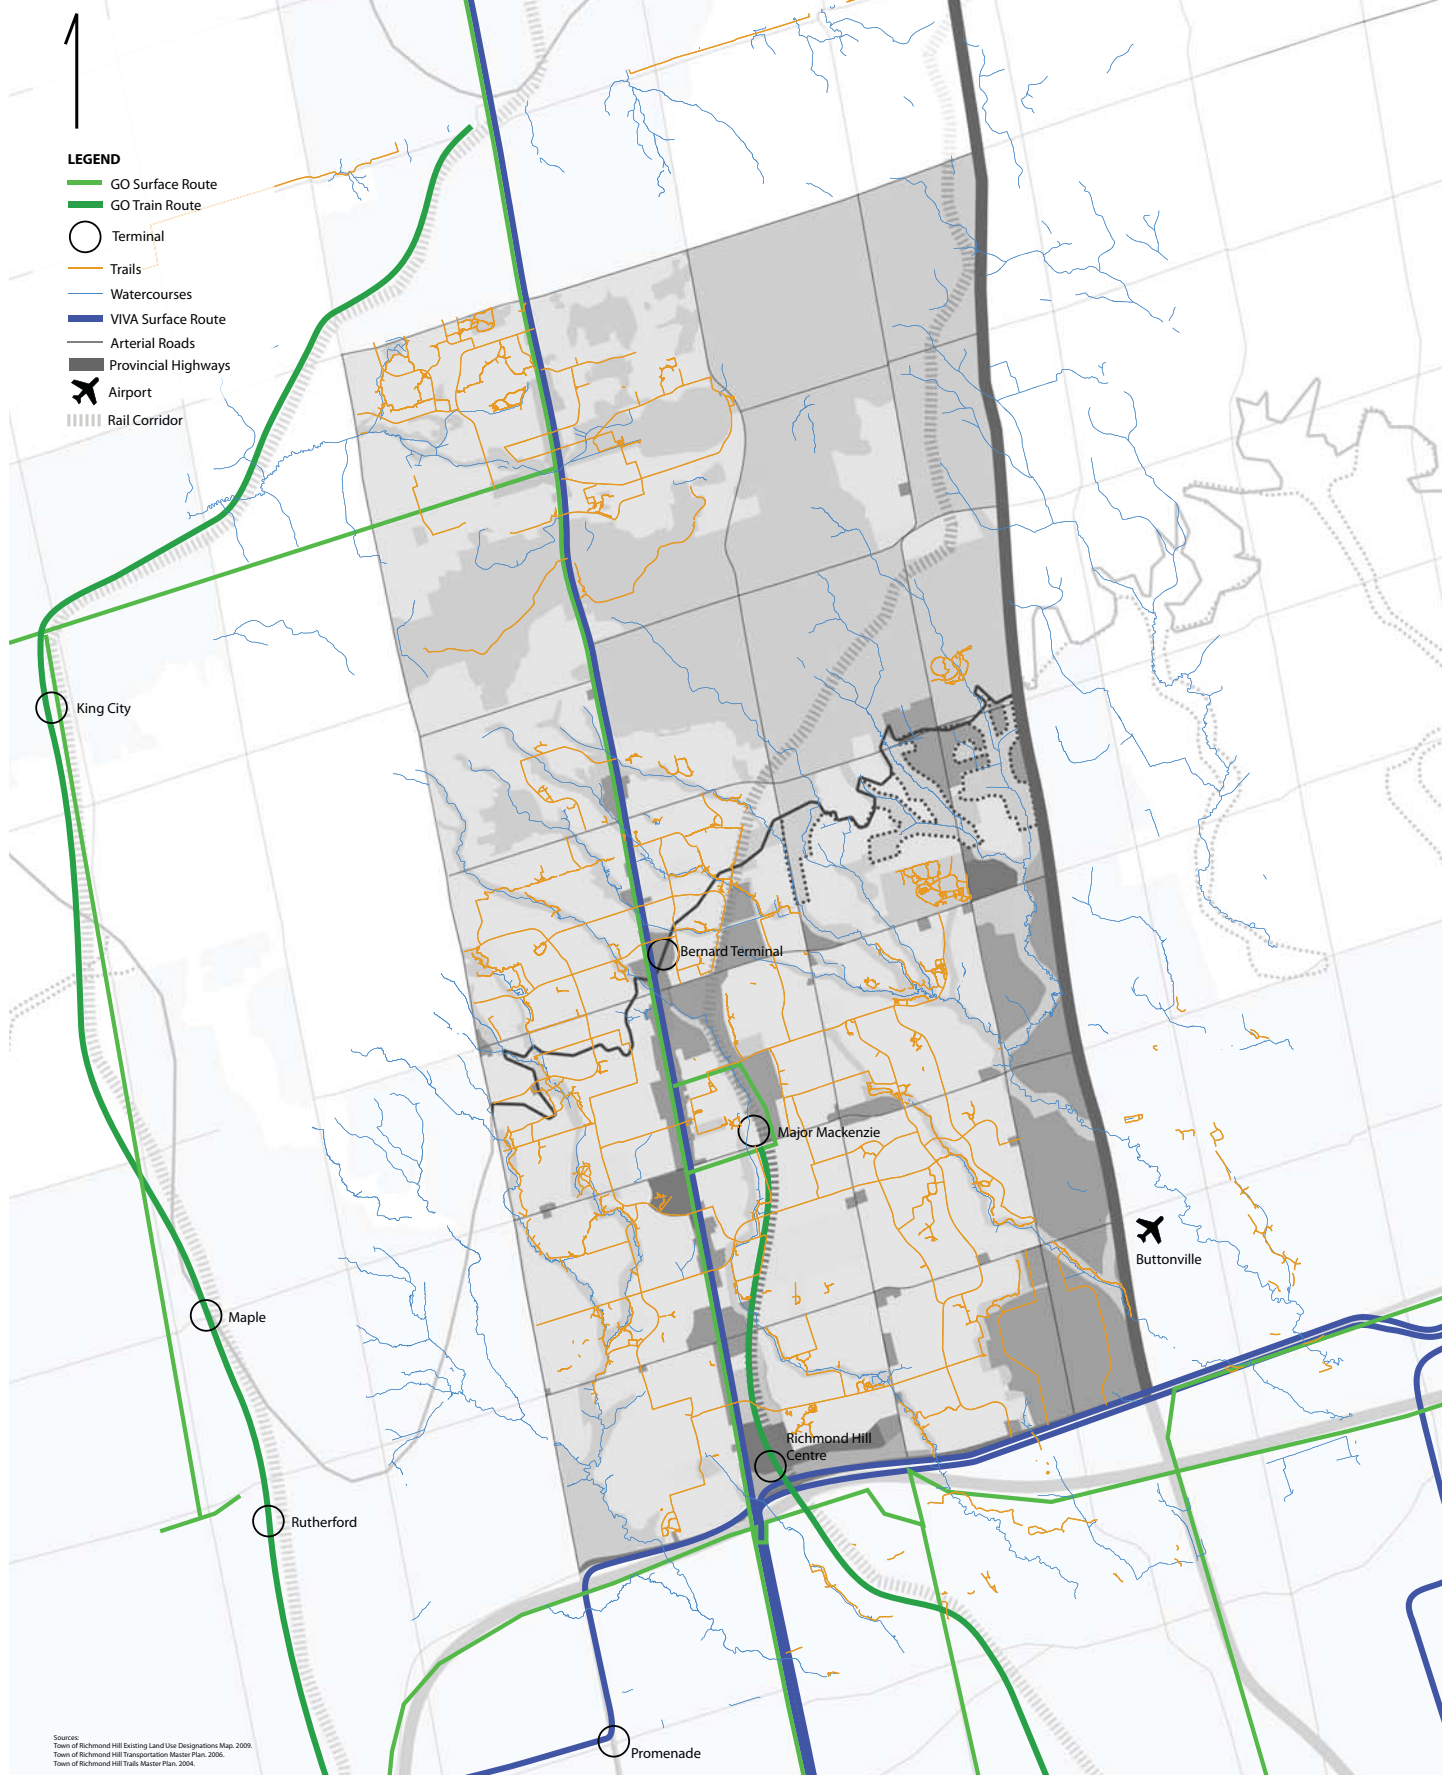 LEGEND
GO Surface Route
GO Train Route
Terminal
Trails
Watercourses
VIVA Surface Route
Arterial Roads
Provincial Highways
Airport
Rail Corridor
King City
Bernard Terminal
Major Mackenzie
Buttonville
Maple
Richmond Hill
Centre
Rutherford
Promenade
Sources:
Town of Richmond Hill Existing Land Use Designations Map. 2009.
Town of Richmond Hill Transportation Master Plan. 2006.
Town of Richmond Hill Trails Master Plan. 2004.